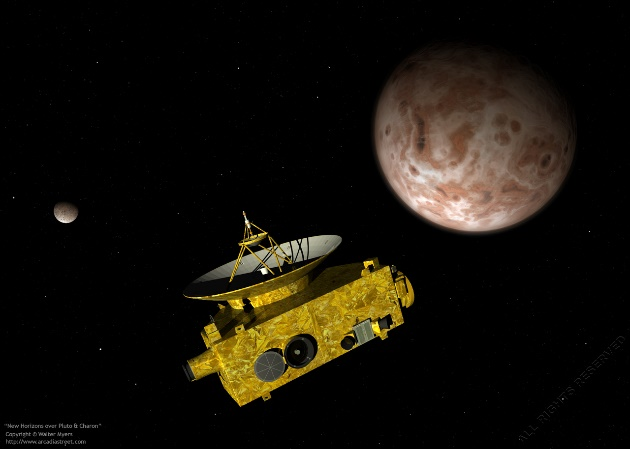 "New Horizons over Pluto & Charon"
Copyright © Walter Myers
http://www.arcadiastreet.com
ALL RIGHTS RESERVED